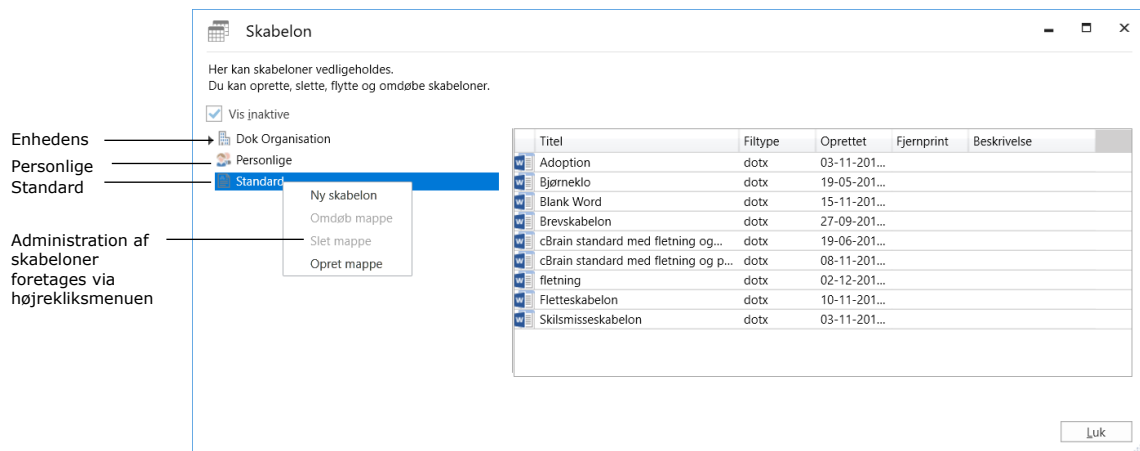 Skabelon
Her kan skabeloner vedligeholdes.
Du kan oprette, slette, flytte og omdøbe skabeloner.
Vis inaktive
Enhedens
Personlige
Standard
Administration af
skabeloner
foretages via
højrekliksmenuen
Dok Organisation
Personlige
Standard
Ny skabelon
Omdøb mappe
Slet mappe
Opret mappe
Titel Filtype Oprettet Fjernprint Beskrivelse
Adoption dotx 03-11-201...
Bjørneklo dotx 19-05-201...
Blank Word dotx 15-11-201...
Brevskabelon dotx 27-09-201...
cBrain standard med fletning og... dotx 19-06-201...
cBrain standard med fletning og p... dotx 08-11-201...
fletning dotx 02-12-201...
Fletteskabelon dotx 10-11-201...
Skilsmisseskabelon dotx 03-11-201...
Luk